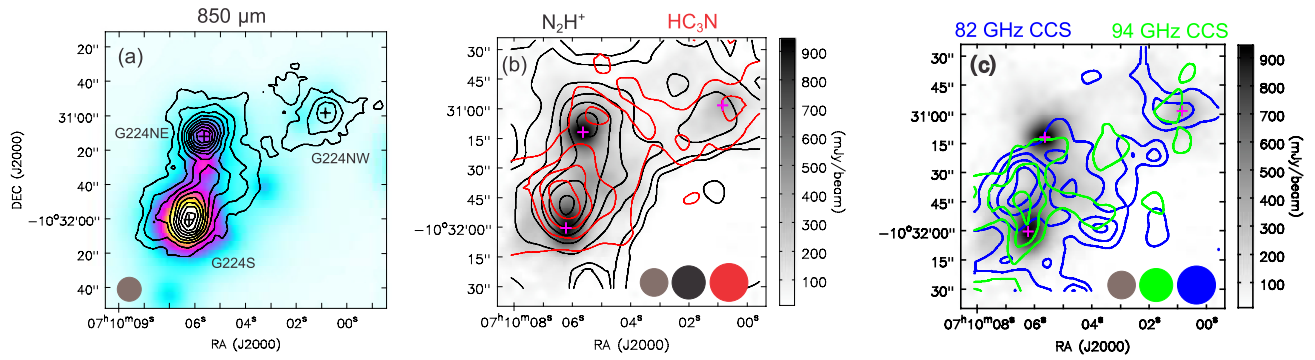 850 μm
(a)
G224NE
G224NW
G224S
40''
20''
31'00''
20''
40''
−10°32'00''
20''
40''
DEC (J2000)
07ʰ10ᵐ09ˢ
06ˢ
03ˢ
00ˢ
RA (J2000)
N₂H⁺
HC₃N
(b)
30''
15''
31'00''
15''
30''
45''
−10°32'00''
15''
30''
07ʰ10ᵐ08ˢ
06ˢ
04ˢ
02ˢ
00ˢ
RA (J2000)
900
800
700
600
500
400
300
200
100
(mJy/beam)
82 GHz CCS
94 GHz CCS
(c)
30''
45''
31'00''
15''
30''
45''
−10°32'00''
15''
30''
07ʰ10ᵐ08ˢ
06ˢ
04ˢ
02ˢ
00ˢ
RA (J2000)
900
800
700
600
500
400
300
200
100
(mJy/beam)